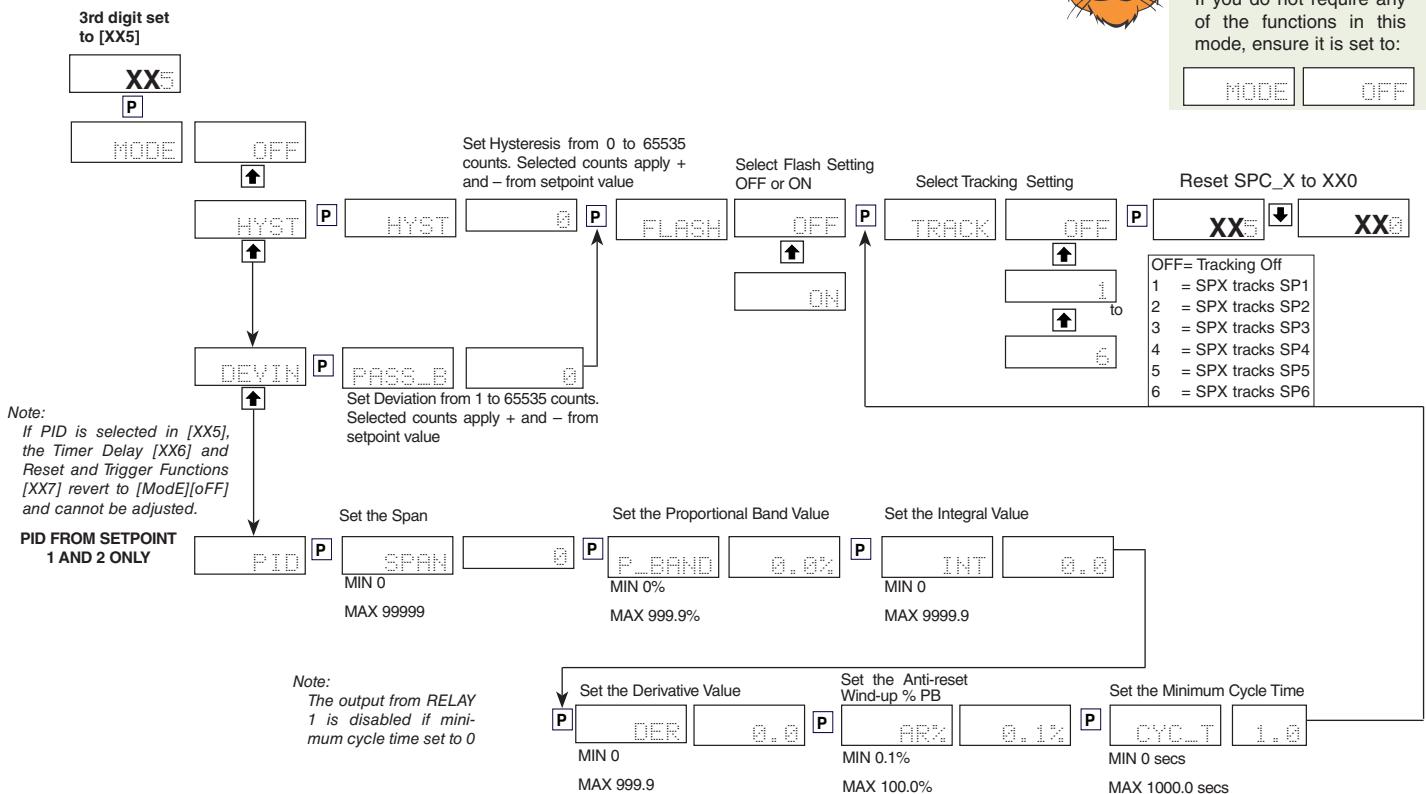 3rd digit set
to [XX5]
If you do not require any
of the functions in this
mode, ensure it is set to:
MODE OFF
XX5
P
MODE OFF
Set Hysteresis from 0 to 65535
counts. Selected counts apply +
and – from setpoint value
Select Flash Setting
OFF or ON
Select Tracking Setting
Reset SPC_X to XX0
HYST P HYST 0 P FLASH OFF P TRACK OFF P XX5 XX0
ON
1
to
6
OFF= Tracking Off
1 = SPX tracks SP1
2 = SPX tracks SP2
3 = SPX tracks SP3
4 = SPX tracks SP4
5 = SPX tracks SP5
6 = SPX tracks SP6
DEVIN P PASS_B 0
Set Deviation from 1 to 65535 counts.
Selected counts apply + and – from
setpoint value
Note:
If PID is selected in [XX5],
the Timer Delay [XX6] and
Reset and Trigger Functions
[XX7] revert to [ModE][oFF]
and cannot be adjusted.
PID FROM SETPOINT
1 AND 2 ONLY
Set the Span
Set the Proportional Band Value
Set the Integral Value
PID P SPAN 0 P P_BAND 0.0% P INT 0.0
MIN 0
MAX 99999
MIN 0%
MAX 999.9%
MIN 0
MAX 9999.9
Note:
The output from RELAY
1 is disabled if mini-
mum cycle time set to 0
Set the Derivative Value
Set the Anti-reset
Wind-up % PB
Set the Minimum Cycle Time
P DER 0.0 P AR% 0.1% P CYC_T 1.0
MIN 0
MAX 999.9
MIN 0.1%
MAX 100.0%
MIN 0 secs
MAX 1000.0 secs